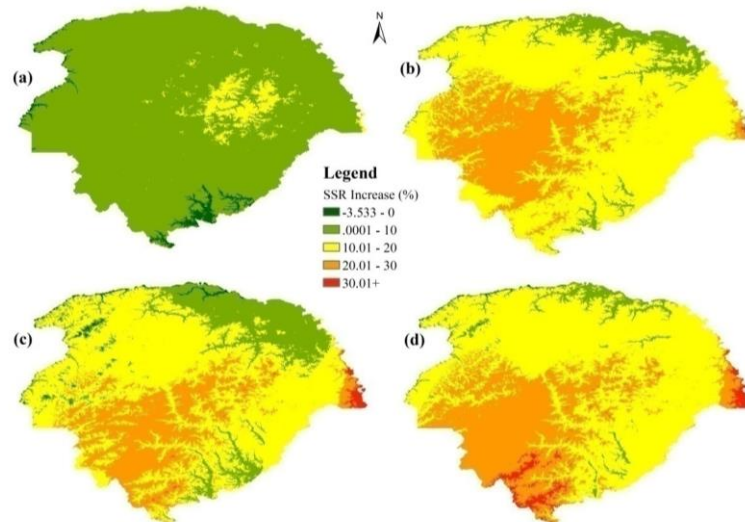 N
(a)
(b)
Legend
SSR Increase (%)
-3.533 - 0
.0001 - 10
10.01 - 20
20.01 - 30
30.01+
(c)
(d)